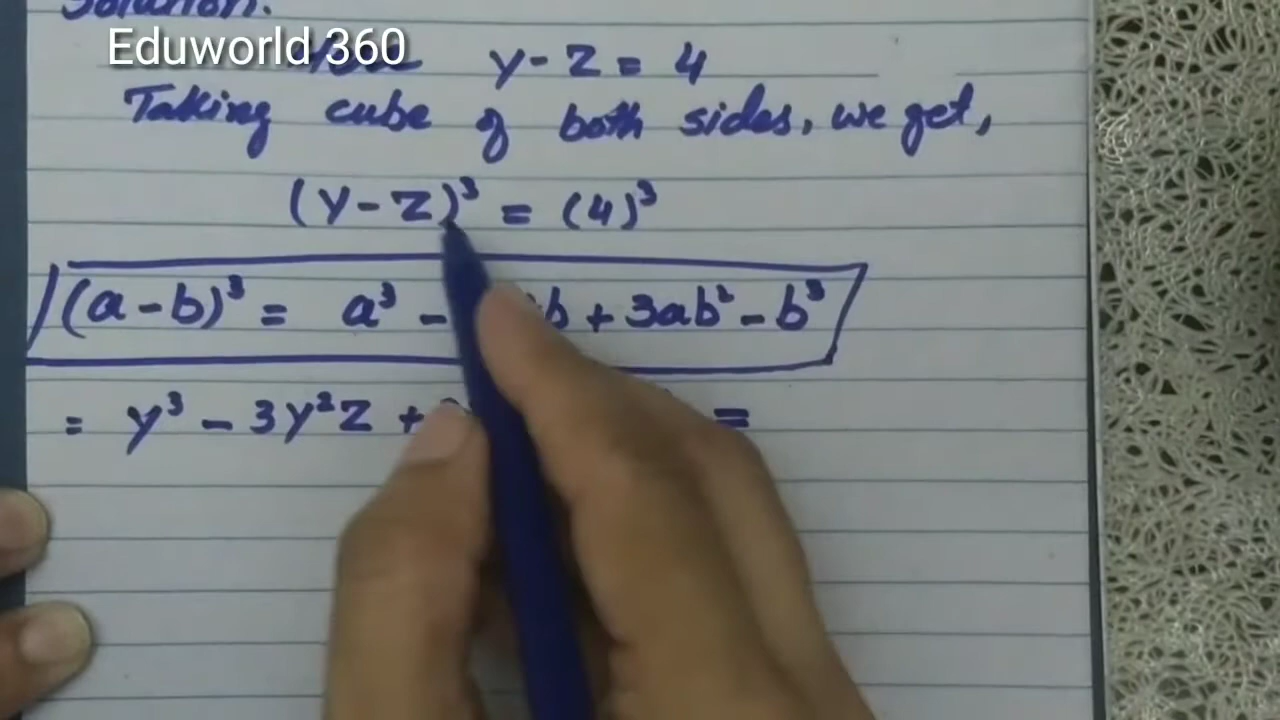 Solution.
Eduworld 360
y - z = 4
Taking cube of both sides, we get,
(y - z)³ = (4)³
(a - b)³ = a³ - b + 3ab² - b³
= y³ - 3y²z + =